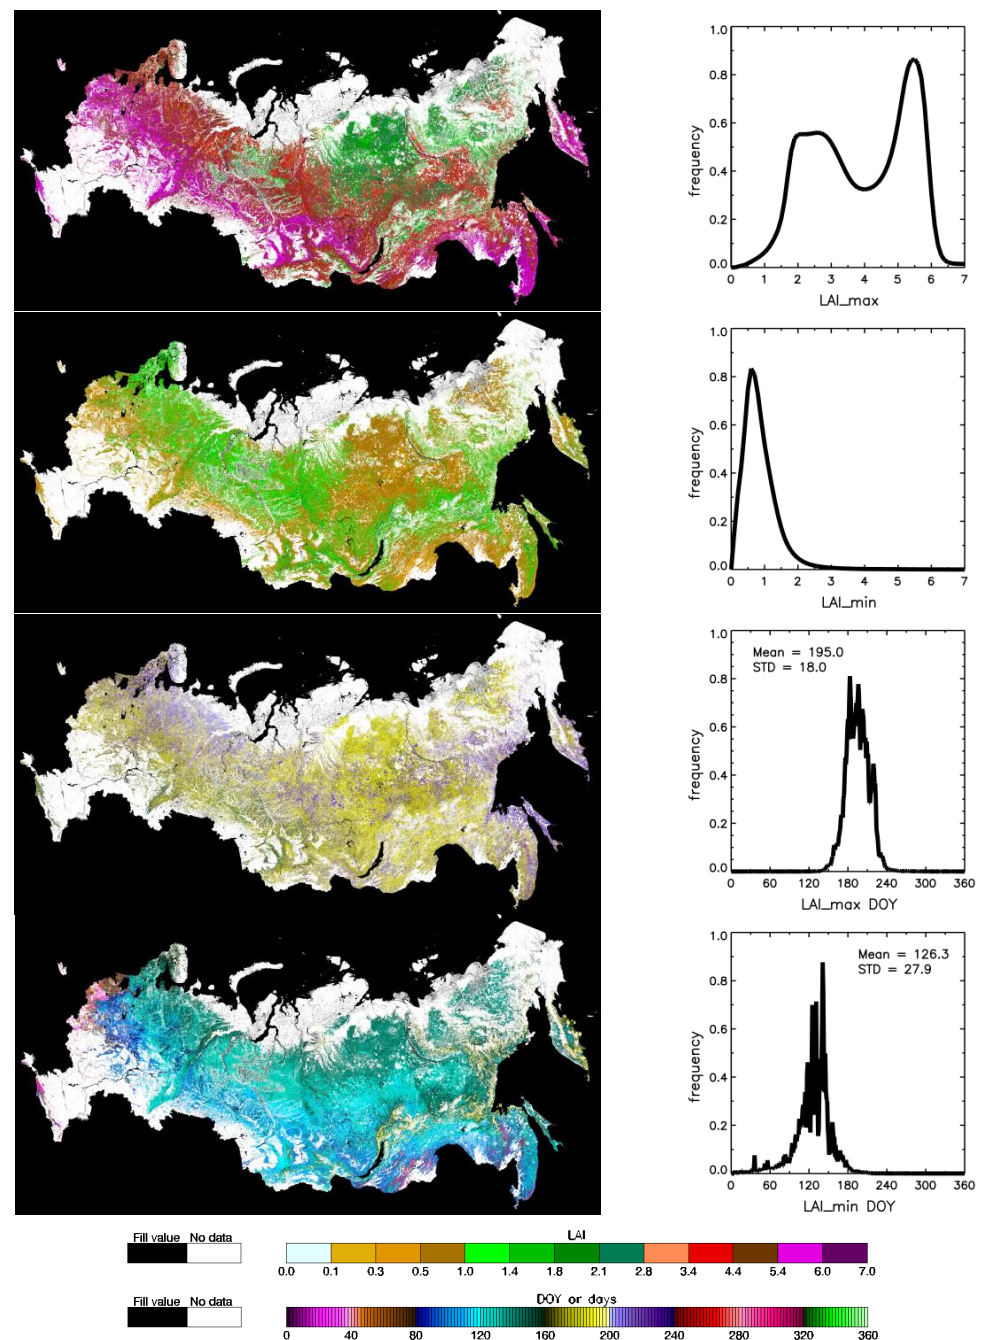 1.0
0.8
0.6
0.4
0.2
0.0
frequency
0 1 2 3 4 5 6 7
LAI_max
1.0
0.8
0.6
0.4
0.2
0.0
frequency
0 1 2 3 4 5 6 7
LAI_min
1.0
Mean = 195.0
STD = 18.0
0.8
0.6
0.4
0.2
0.0
frequency
0 60 120 180 240 300 360
LAI_max DOY
1.0
Mean = 126.3
STD = 27.9
0.8
0.6
0.4
0.2
0.0
frequency
0 60 120 180 240 300 360
LAI_min DOY
Fill value No data
LAI
0.0 0.1 0.3 0.5 1.0 1.4 1.8 2.1 2.8 3.4 4.4 5.4 6.0 7.0
Fill value No data
DOY or days
0 40 80 120 160 200 240 280 320 360